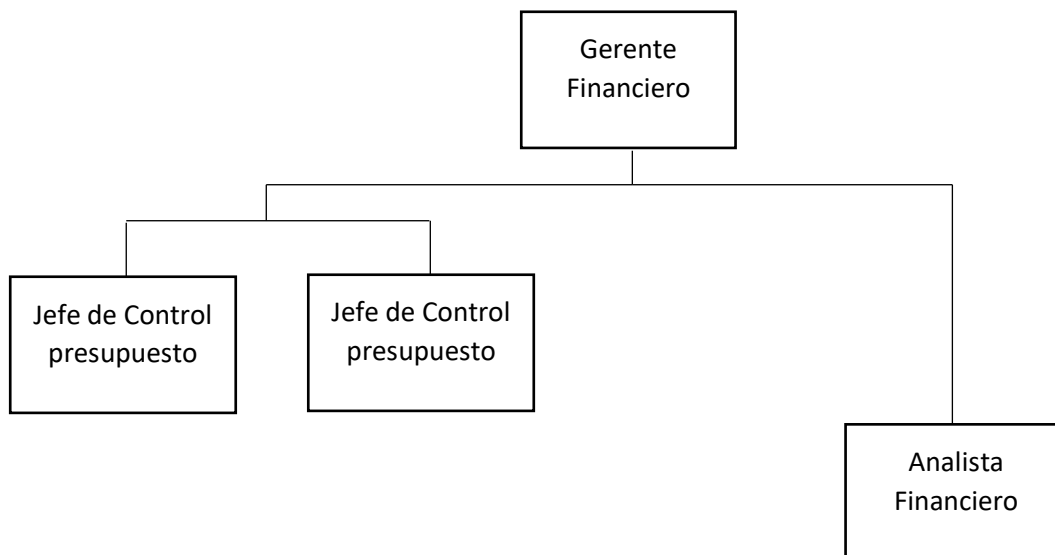 Gerente
Financiero
Jefe de Control
presupuesto
Jefe de Control
presupuesto
Analista
Financiero